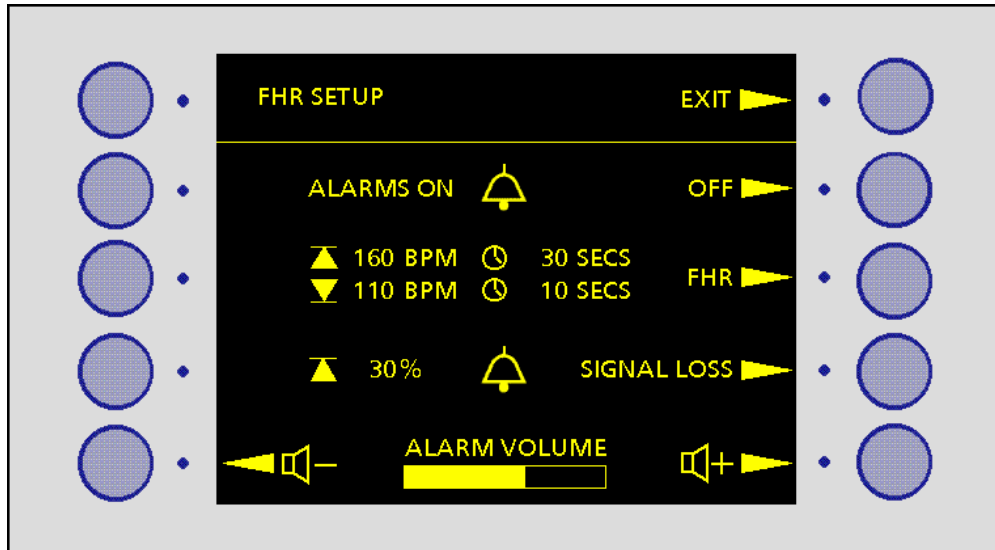 FHR SETUP EXIT
ALARMS ON OFF
160 BPM 30 SECS
FHR
110 BPM 10 SECS
30% SIGNAL LOSS
ALARM VOLUME
− +